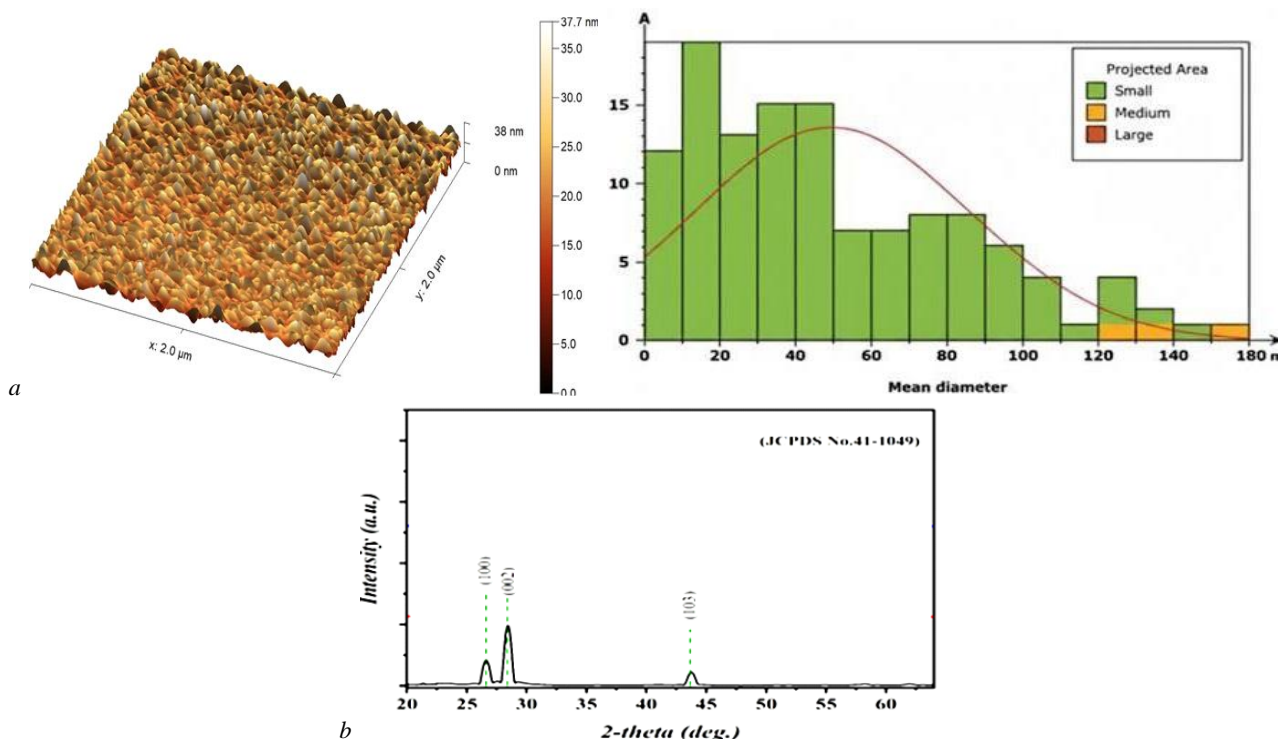 37.7 nm
35.0
30.0
25.0
20.0
15.0
10.0
5.0
0.0
38 nm
0 nm
x: 2.0 µm
y: 2.0 µm
a
A
15
10
5
0
Projected Area
Small
Medium
Large
0 20 40 60 80 100 120 140 180
Mean diameter
(JCPDS No.41-1049)
Intensity (a.u.)
(100)
(002)
(103)
20 25 30 35 40 45 50 55 60
2-theta (deg.)
b